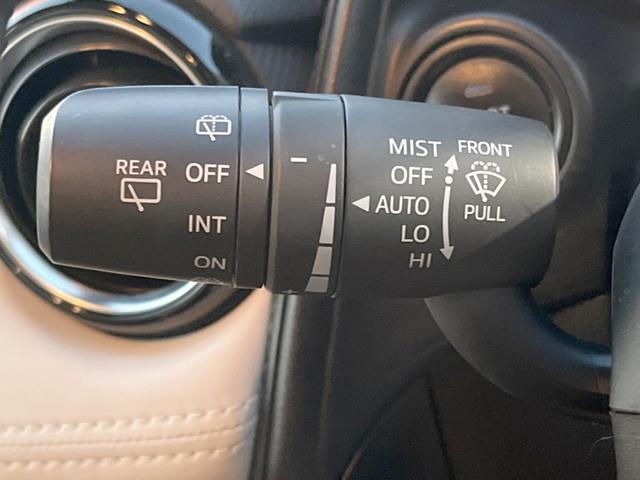 REAR
OFF
INT
ON
−
+
MIST
OFF
AUTO
LO
HI
FRONT
PULL